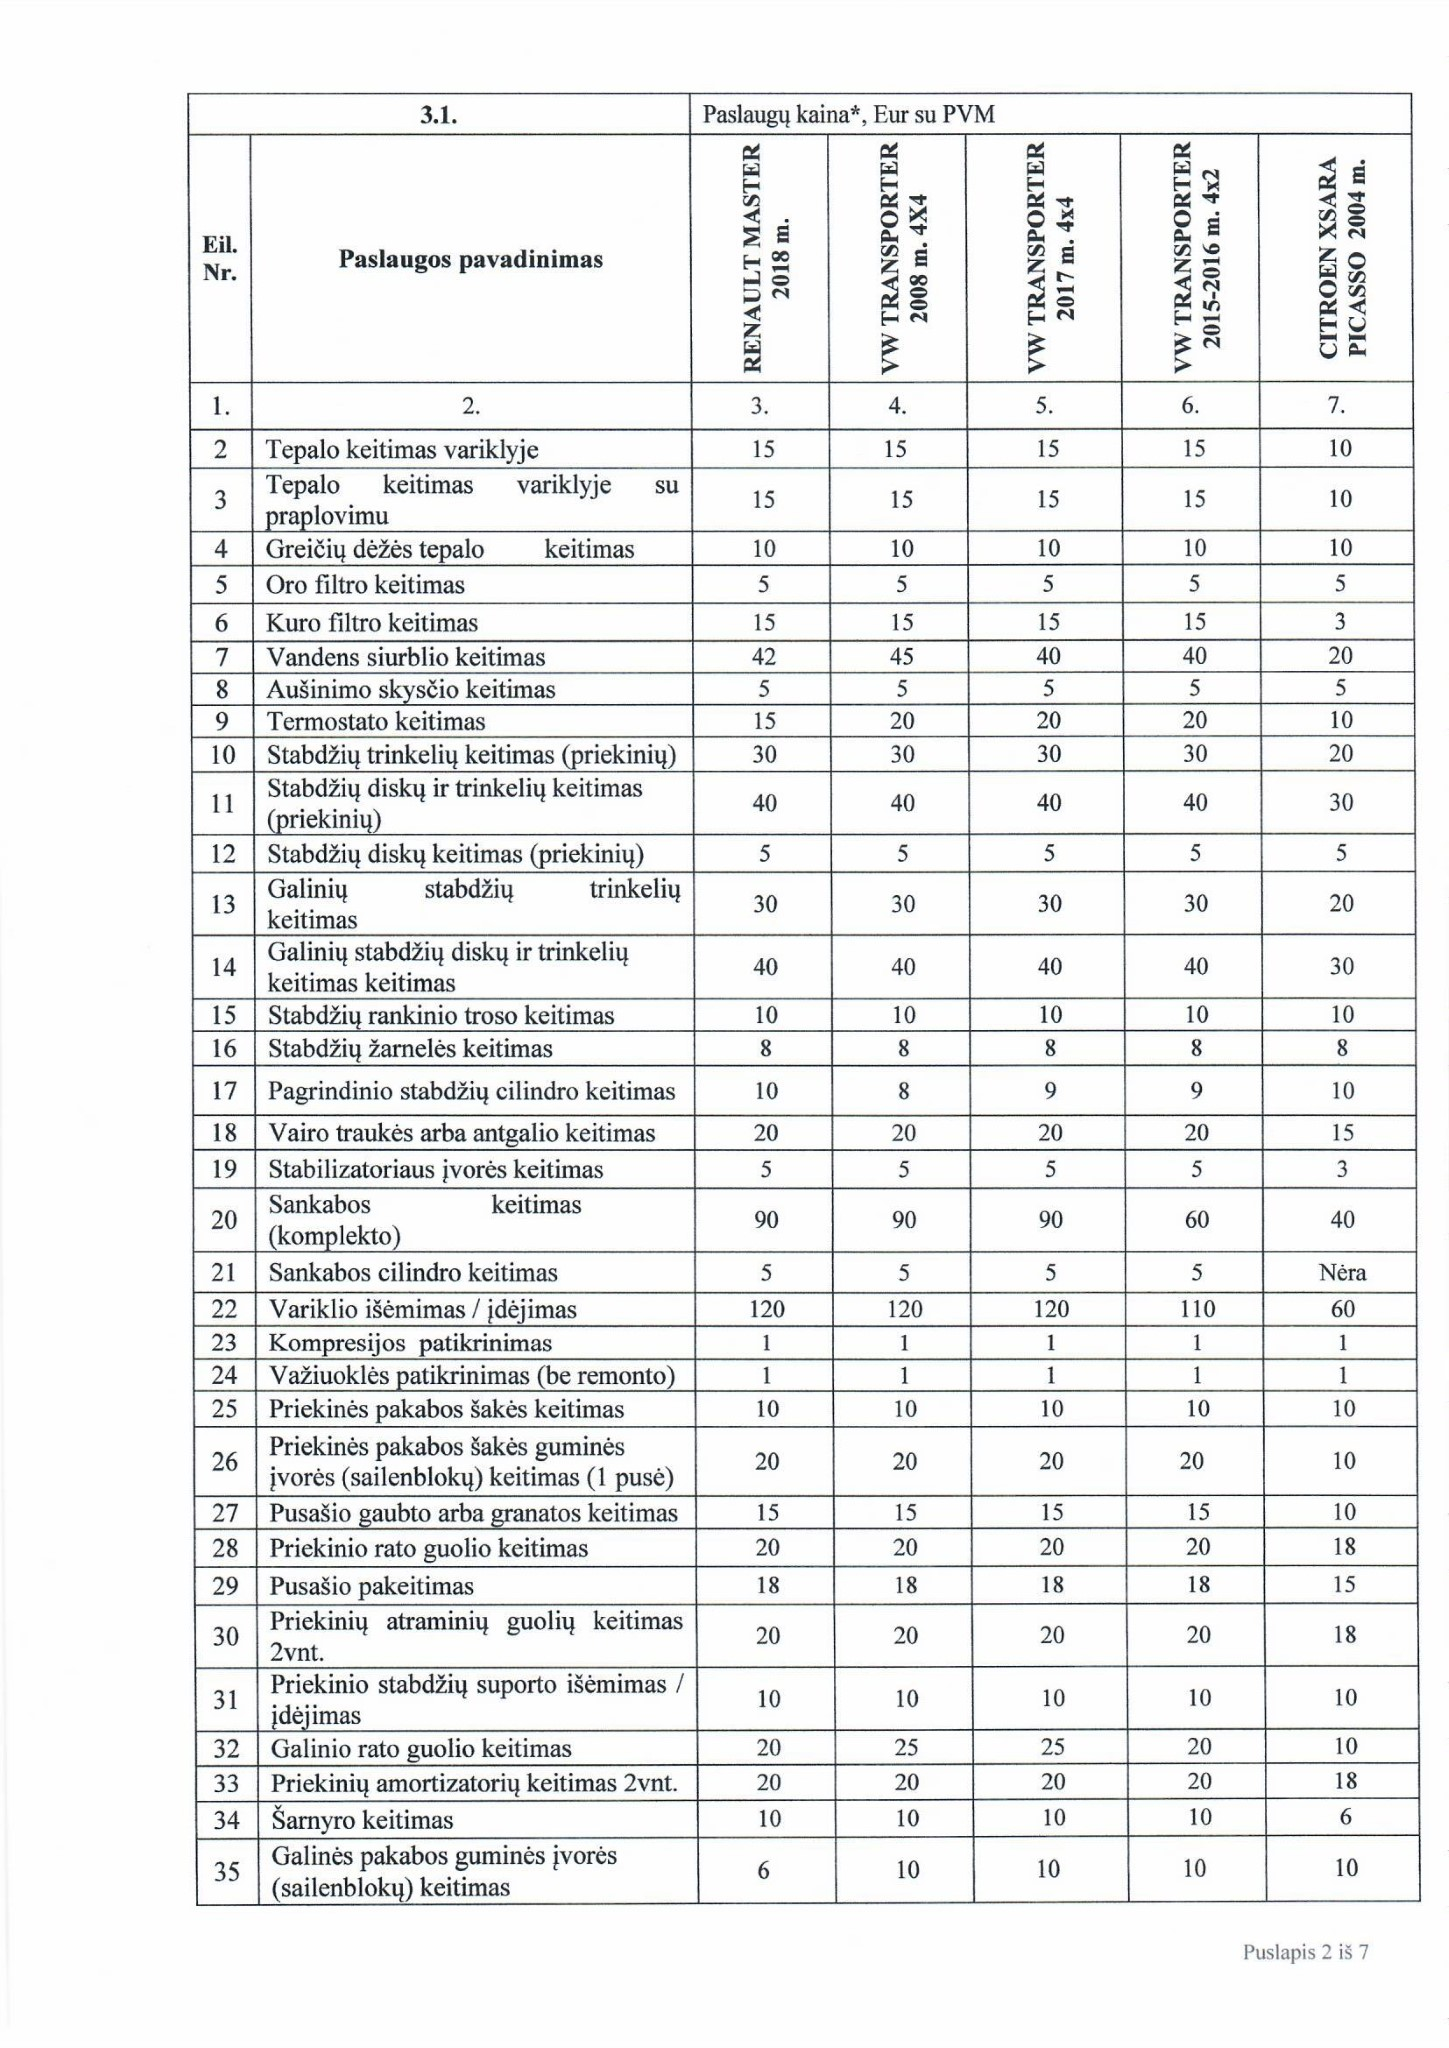 3.1. Paslaugų kaina*, Eur su PVM
Eil. Nr. Paslaugos pavadinimas RENAULT MASTER 2018 m. VW TRANSPORTER 2008 m. 4X4 VW TRANSPORTER 2017 m. 4x4 VW TRANSPORTER 2015-2016 m. 4x2 CITROEN XSARA PICASSO 2004 m.
1. 2. 3. 4. 5. 6. 7.
2 Tepalo keitimas variklyje 15 15 15 15 10
3 Tepalo keitimas variklyje su
praplovimu 15 15 15 15 10
4 Greičių dėžės tepalo keitimas 10 10 10 10 10
5 Oro filtro keitimas 5 5 5 5 5
6 Kuro filtro keitimas 15 15 15 15 3
7 Vandens siurblio keitimas 42 45 40 40 20
8 Aušinimo skysčio keitimas 5 5 5 5 5
9 Termostato keitimas 15 20 20 20 10
10 Stabdžių trinkelių keitimas (priekinių) 30 30 30 30 20
11 Stabdžių diskų ir trinkelių keitimas
(priekinių) 40 40 40 40 30
12 Stabdžių diskų keitimas (priekinių) 5 5 5 5 5
13 Galinių stabdžių trinkelių
keitimas 30 30 30 30 20
14 Galinių stabdžių diskų ir trinkelių
keitimas keitimas 40 40 40 40 30
15 Stabdžių rankinio troso keitimas 10 10 10 10 10
16 Stabdžių žarnelės keitimas 8 8 8 8 8
17 Pagrindinio stabdžių cilindro keitimas 10 8 9 9 10
18 Vairo traukės arba antgalio keitimas 20 20 20 20 15
19 Stabilizatoriaus įvorės keitimas 5 5 5 5 3
20 Sankabos keitimas
(komplekto) 90 90 90 60 40
21 Sankabos cilindro keitimas 5 5 5 5 Nėra
22 Variklio išėmimas / įdėjimas 120 120 120 110 60
23 Kompresijos patikrinimas 1 1 1 1 1
24 Važiuoklės patikrinimas (be remonto) 1 1 1 1 1
25 Priekinės pakabos šakės keitimas 10 10 10 10 10
26 Priekinės pakabos šakės guminės
įvorės (sailenblokų) keitimas (1 pusė) 20 20 20 20 10
27 Pusašio gaubto arba granatos keitimas 15 15 15 15 10
28 Priekinio rato guolio keitimas 20 20 20 20 18
29 Pusašio pakeitimas 18 18 18 18 15
30 Priekinių atraminių guolių keitimas
2vnt. 20 20 20 20 18
31 Priekinio stabdžių suporto išėmimas /
įdėjimas 10 10 10 10 10
32 Galinio rato guolio keitimas 20 25 25 20 10
33 Priekinių amortizatorių keitimas 2vnt. 20 20 20 20 18
34 Šarnyro keitimas 10 10 10 10 6
35 Galinės pakabos guminės įvorės
(sailenblokų) keitimas 6 10 10 10 10
Puslapis 2 iš 7